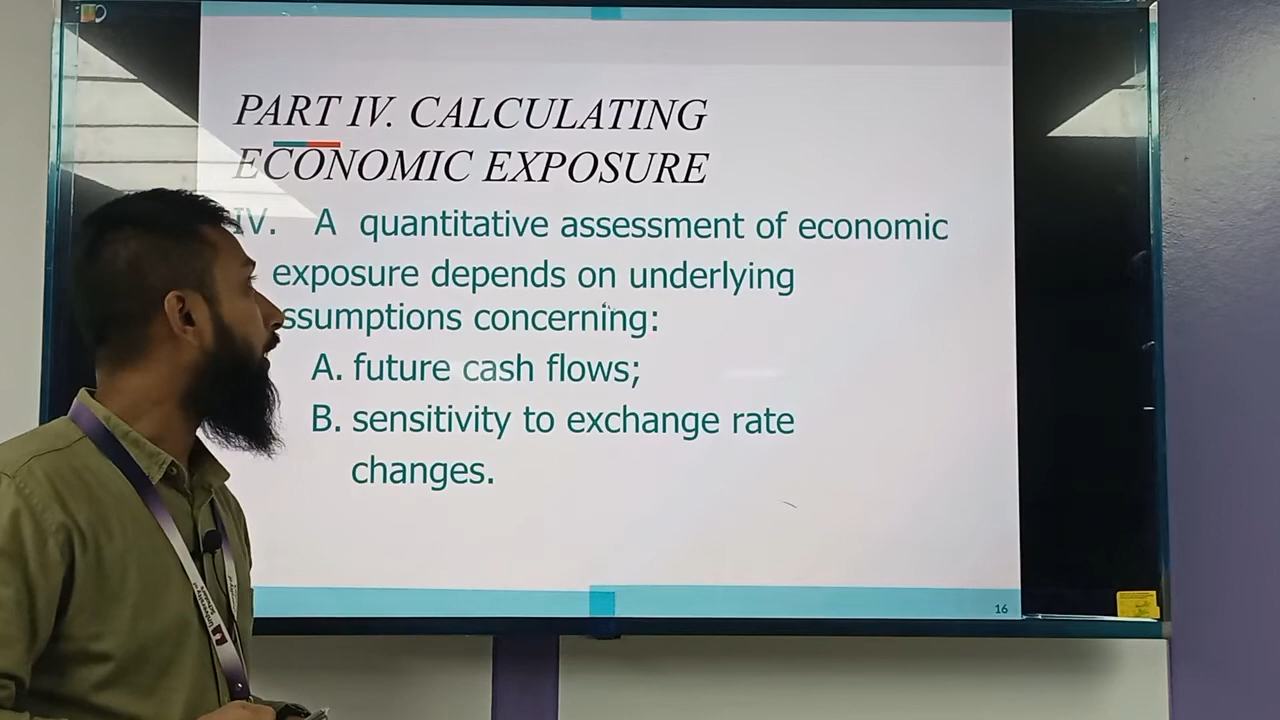 PART IV. CALCULATING
ECONOMIC EXPOSURE
IV. A quantitative assessment of economic
exposure depends on underlying
ssumptions concerning:
A. future cash flows;
B. sensitivity to exchange rate
changes.
16